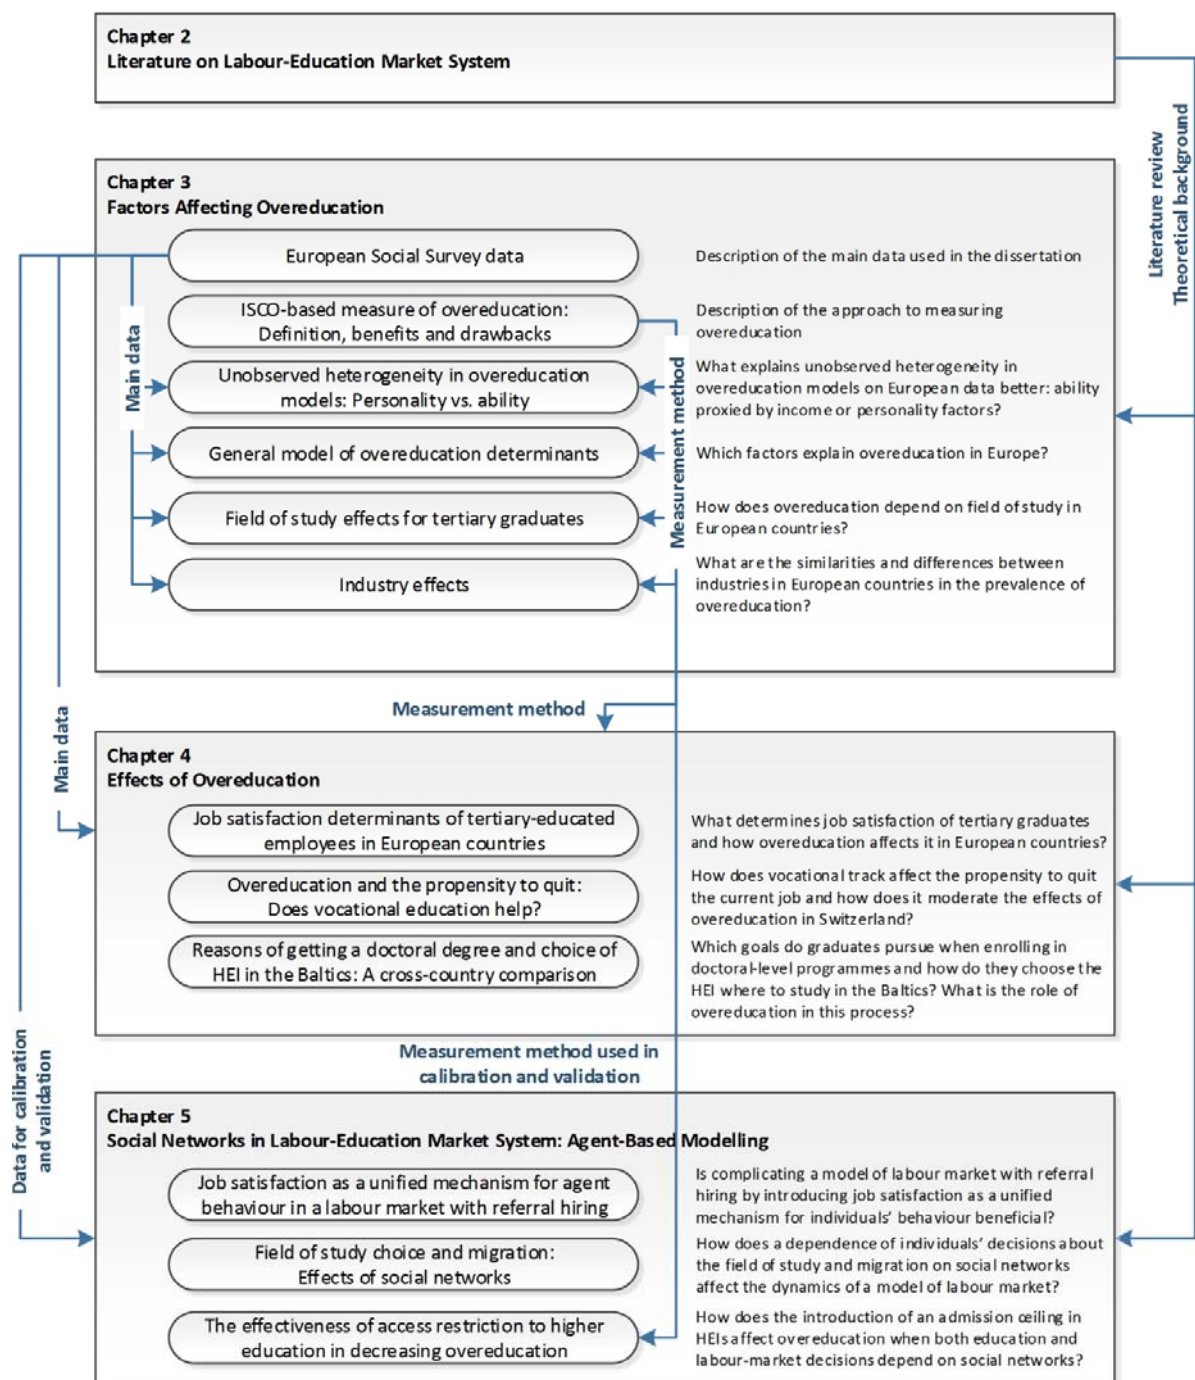 Chapter 2
Literature on Labour-Education Market System
Literature review
Theoretical background
Chapter 3
Factors Affecting Overeducation
European Social Survey data
Description of the main data used in the dissertation
ISCO-based measure of overeducation:
Definition, benefits and drawbacks
Description of the approach to measuring
overeducation
Main data
Measurement method
Unobserved heterogeneity in overeducation
models: Personality vs. ability
What explains unobserved heterogeneity in
overeducation models on European data better: ability
proxied by income or personality factors?
General model of overeducation determinants
Which factors explain overeducation in Europe?
Field of study effects for tertiary graduates
How does overeducation depend on field of study in
European countries?
Industry effects
What are the similarities and differences between
industries in European countries in the prevalence of
overeducation?
Measurement method
Main data
Chapter 4
Effects of Overeducation
Job satisfaction determinants of tertiary-educated
employees in European countries
What determines job satisfaction of tertiary graduates
and how overeducation affects it in European countries?
Overeducation and the propensity to quit:
Does vocational education help?
How does vocational track affect the propensity to quit
the current job and how does it moderate the effects of
overeducation in Switzerland?
Reasons of getting a doctoral degree and choice of
HEI in the Baltics: A cross-country comparison
Which goals do graduates pursue when enrolling in
doctoral-level programmes and how do they choose the
HEI where to study in the Baltics? What is the role of
overeducation in this process?
Measurement method used in
calibration and validation
Data for calibration
and validation
Chapter 5
Social Networks in Labour-Education Market System: Agent-Based Modelling
Job satisfaction as a unified mechanism for agent
behaviour in a labour market with referral hiring
Is complicating a model of labour market with referral
hiring by introducing job satisfaction as a unified
mechanism for individuals' behaviour beneficial?
Field of study choice and migration:
Effects of social networks
How does a dependence of individuals' decisions about
the field of study and migration on social networks
affect the dynamics of a model of labour market?
The effectiveness of access restriction to higher
education in decreasing overeducation
How does the introduction of an admission ceiling in
HEIs affect overeducation when both education and
labour-market decisions depend on social networks?